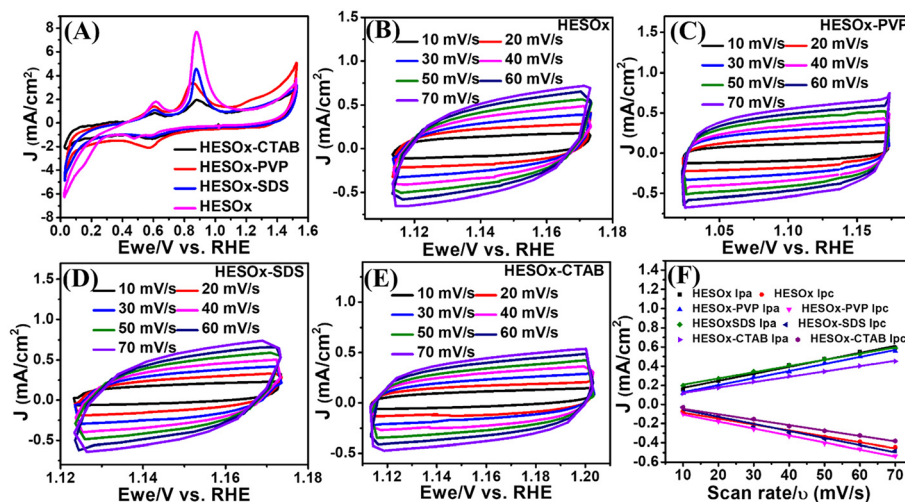 (A)
J (mA/cm²)
8
6
4
2
0
2
4
6
8
HESOx-CTAB
HESOx-PVP
HESOx-SDS
HESOx
0.0 0.2 0.4 0.6 0.8 1.0 1.2 1.4 1.6
Ewe/V vs. RHE
(B)
HESOx
J (mA/cm²)
1.0
0.5
0.0
-0.5
10 mV/s 20 mV/s
30 mV/s 40 mV/s
50 mV/s 60 mV/s
70 mV/s
1.12 1.14 1.16 1.18
Ewe/V vs. RHE
(C)
HESOx-PVP
J (mA/cm²)
1.0
0.5
0.0
-0.5
10 mV/s 20 mV/s
30 mV/s 40 mV/s
50 mV/s 60 mV/s
70 mV/s
1.05 1.10 1.15
Ewe/V vs. RHE
(D)
HESOx-SDS
J (mA/cm²)
1.0
0.5
0.0
-0.5
10 mV/s 20 mV/s
30 mV/s 40 mV/s
50 mV/s 60 mV/s
70 mV/s
1.12 1.14 1.16 1.18
Ewe/V vs. RHE
(E)
HESOx-CTAB
J (mA/cm²)
1.0
0.5
0.0
-0.5
10 mV/s 20 mV/s
30 mV/s 40 mV/s
50 mV/s 60 mV/s
70 mV/s
1.12 1.14 1.16 1.18 1.20
Ewe/V vs. RHE
(F)
J (mA/cm²)
1.4
1.2
1.0
0.8
0.6
0.4
0.2
0.0
-0.2
-0.4
-0.6
HESOx Ipa HESOx Ipc
HESOx-PVP Ipa HESOx-PVP Ipc
HESOxSDS Ipa HESOx-SDS Ipc
HESOx-CTAB Ipa HESOx-CTAB Ipc
10 20 30 40 50 60 70
Scan rate/υ (mV/s)